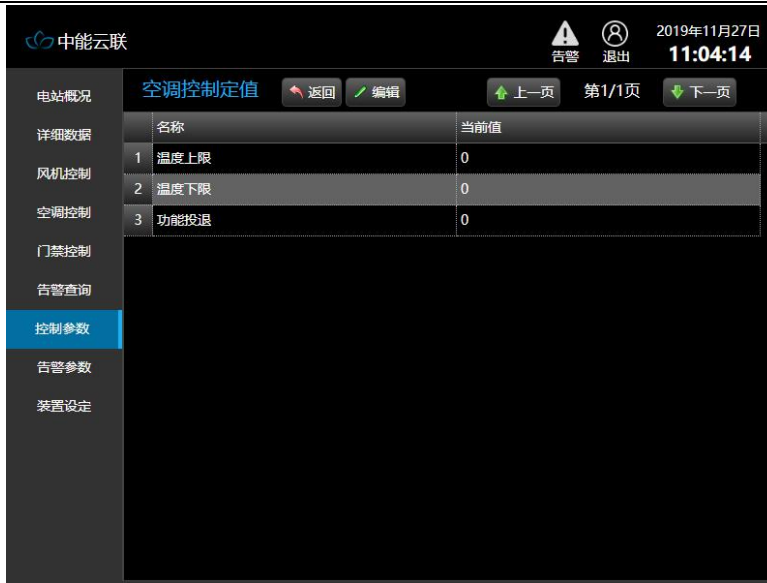 中能云联
告警
退出
2019年11月27日
11:04:14
电站概况
详细数据
风机控制
空调控制
门禁控制
告警查询
控制参数
告警参数
装置设定
空调控制定值 返回 编辑 上一页 第1/1页 下一页
名称 当前值
1 温度上限 0
2 温度下限 0
3 功能投退 0